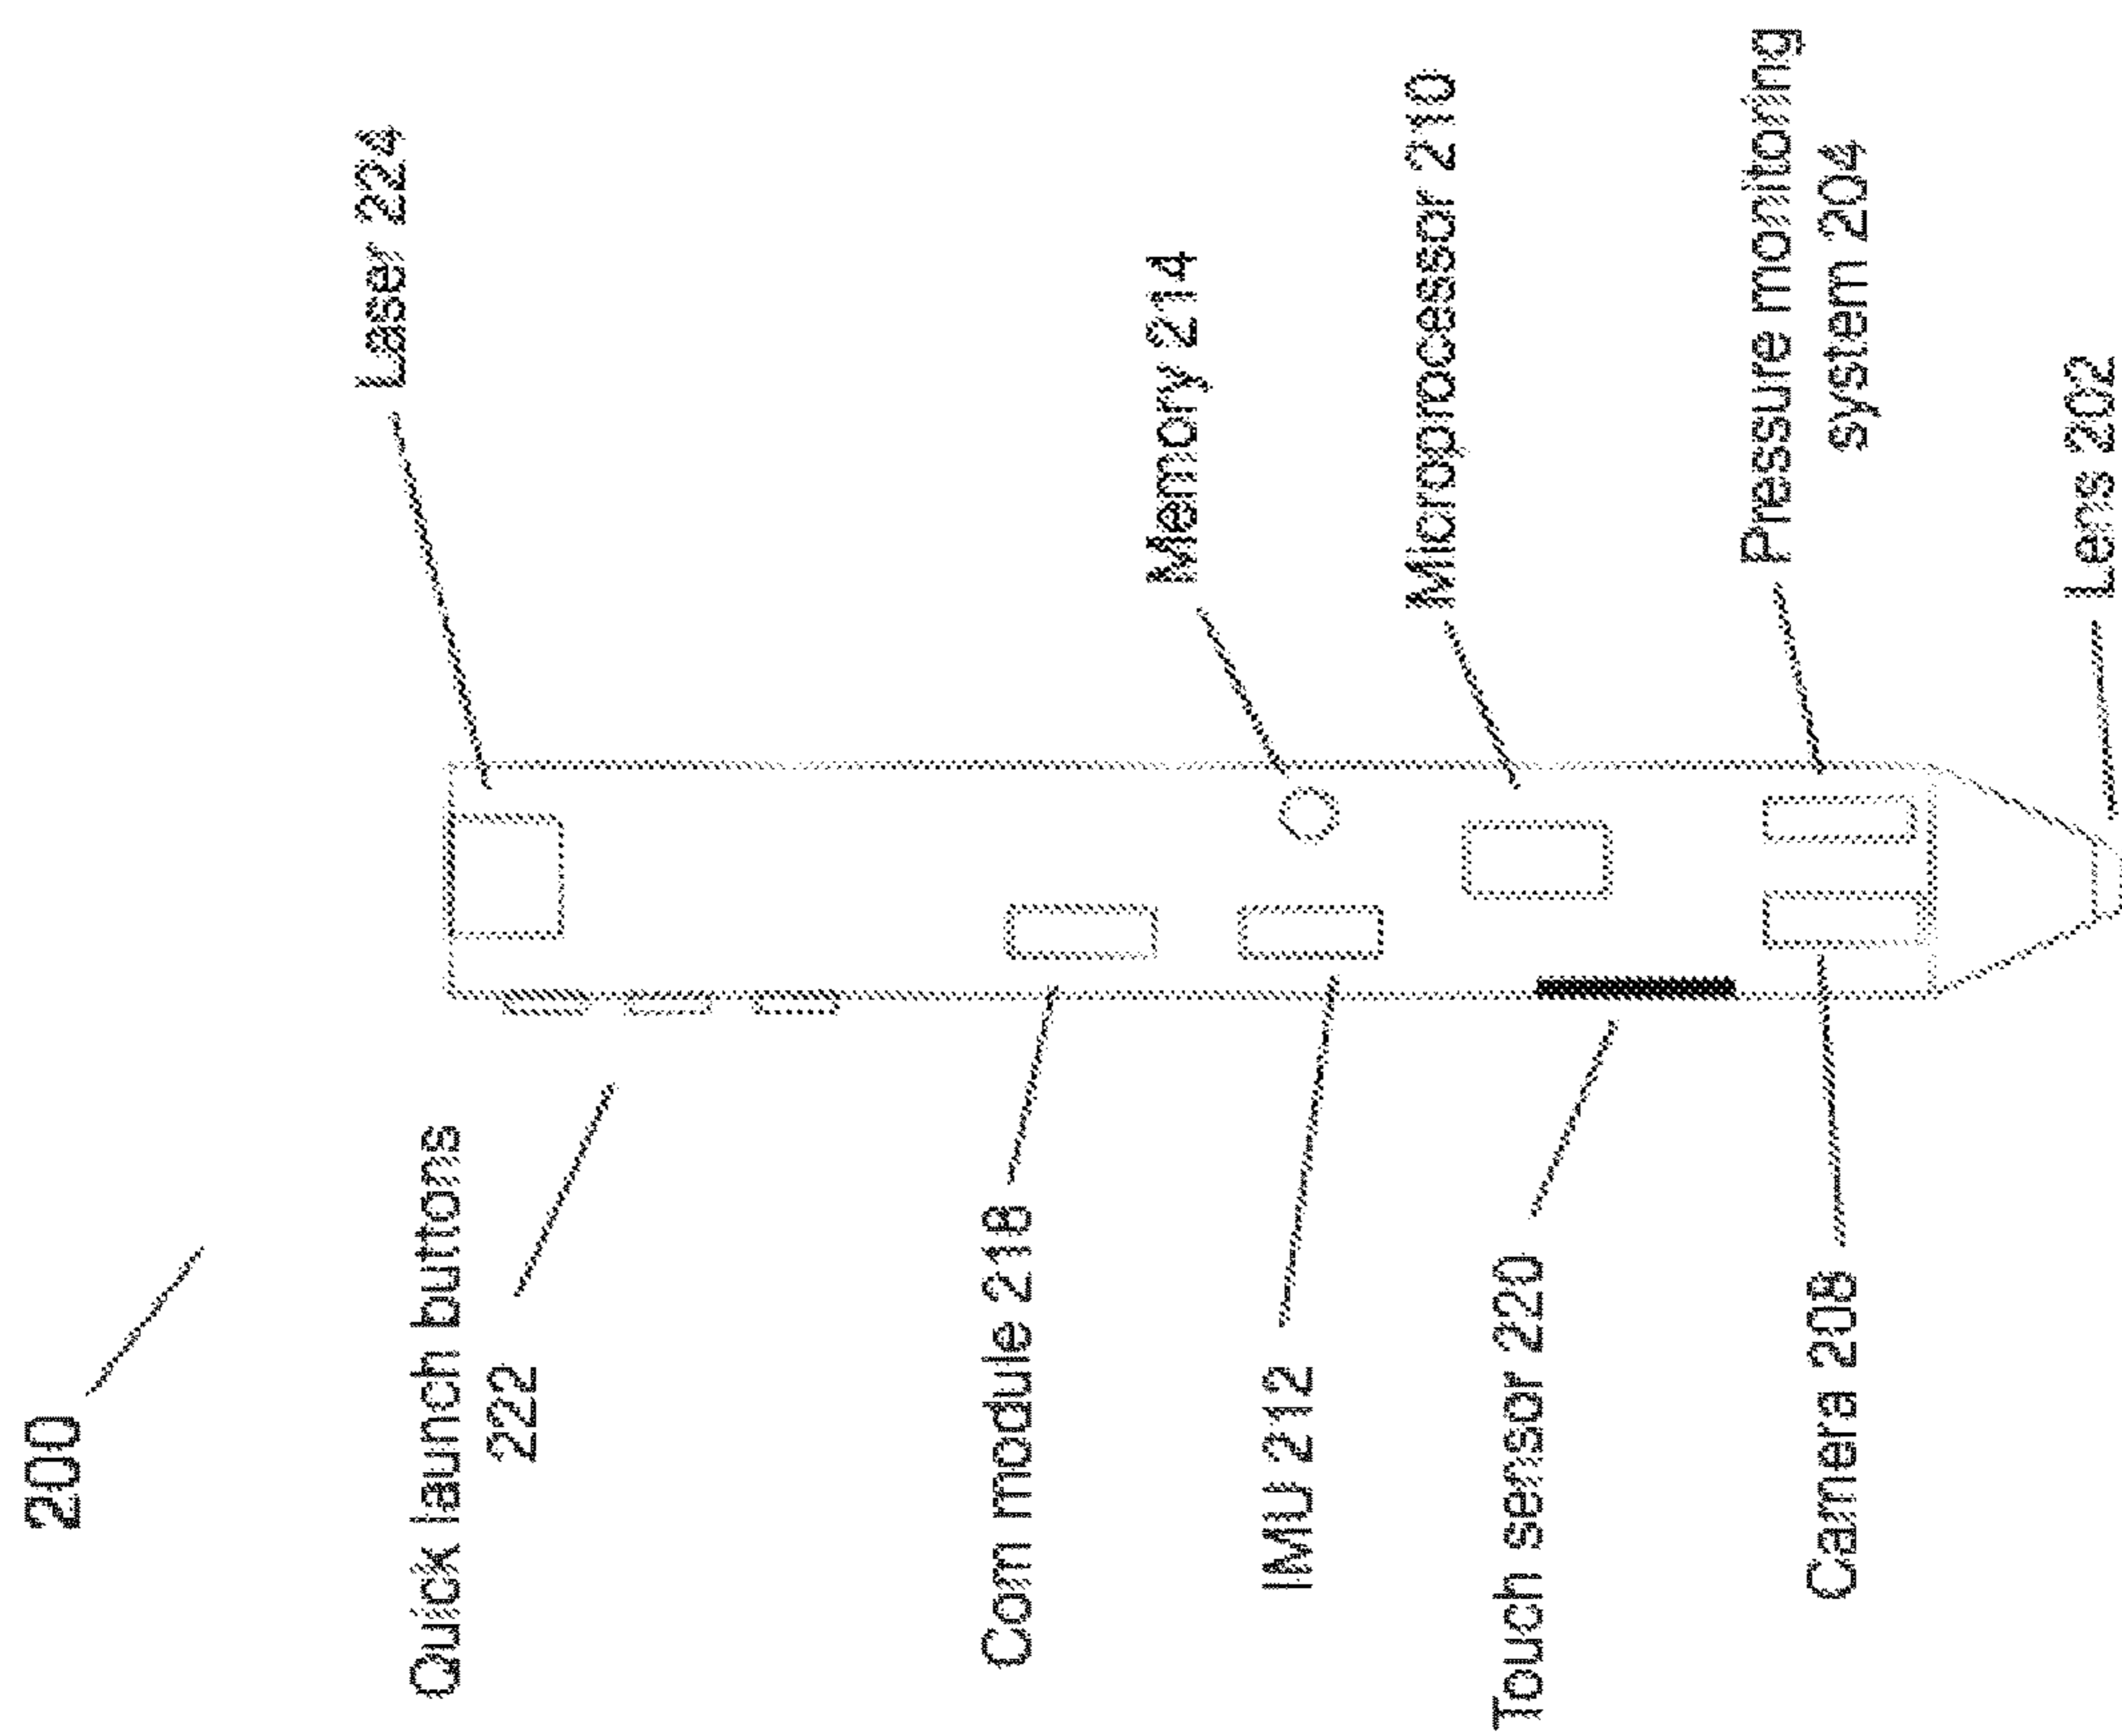 200
Quick launch buttons
222
Com module 218
IMU 212
Touch sensor 220
Camera 208
Laser 224
Memory 214
Microprocessor 210
Pressure monitoring
system 204
Lens 202